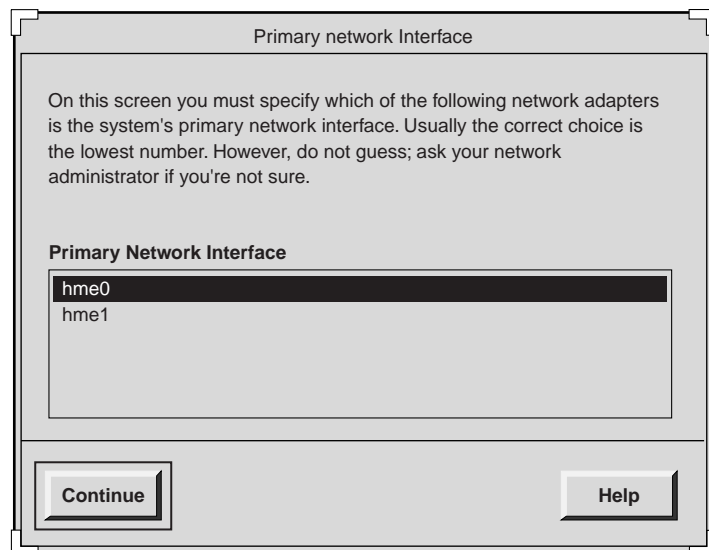 Primary network Interface
On this screen you must specify which of the following network adapters
is the system's primary network interface. Usually the correct choice is
the lowest number. However, do not guess; ask your network
administrator if you're not sure.
Primary Network Interface
hme0
hme1
Continue
Help